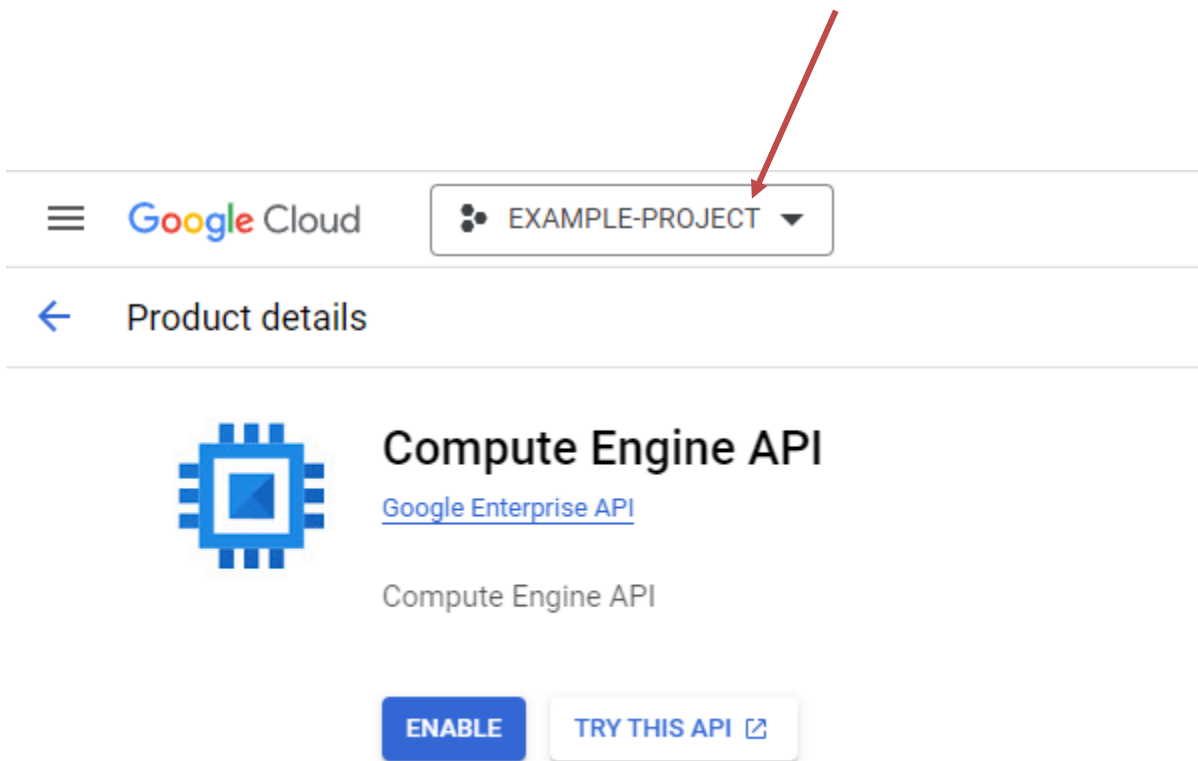 Google Cloud EXAMPLE-PROJECT
Product details
Compute Engine API
Google Enterprise API
Compute Engine API
ENABLE TRY THIS API